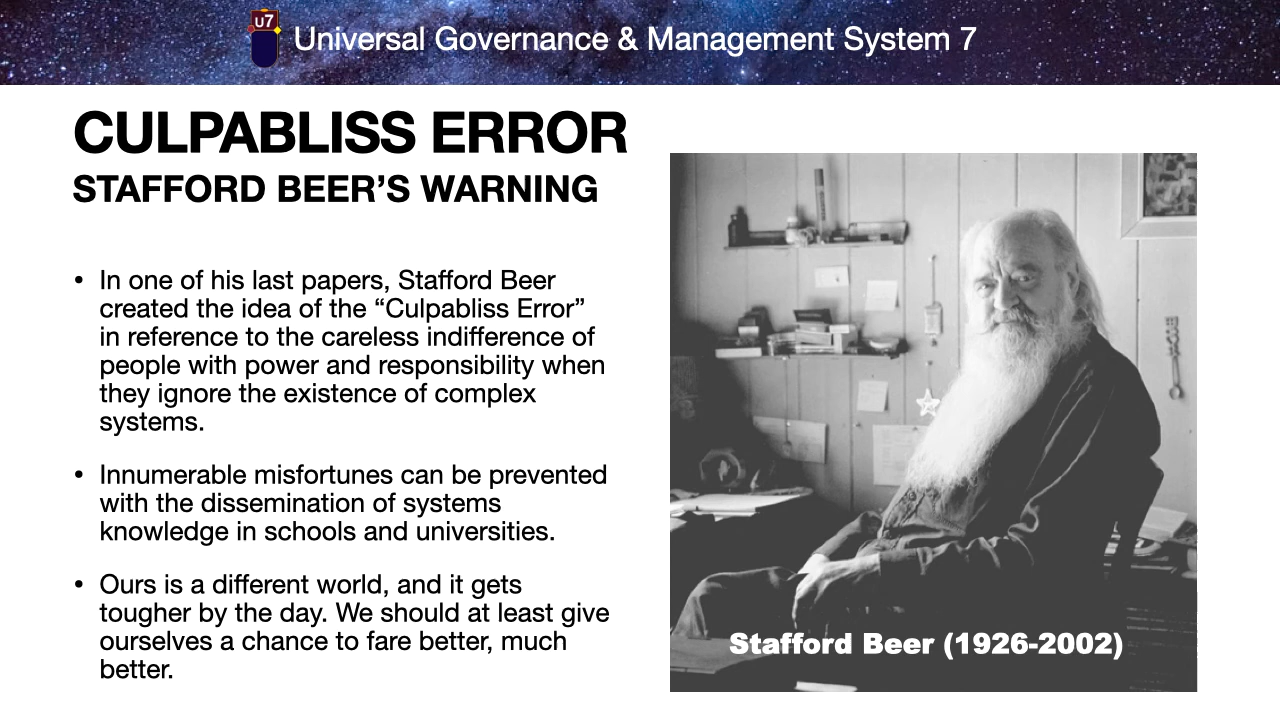 U7
Universal Governance & Management System 7
CULPABLISS ERROR
STAFFORD BEER’S WARNING
• In one of his last papers, Stafford Beer
created the idea of the “Culpabliss Error”
in reference to the careless indifference of
people with power and responsibility when
they ignore the existence of complex
systems.
• Innumerable misfortunes can be prevented
with the dissemination of systems
knowledge in schools and universities.
• Ours is a different world, and it gets
tougher by the day. We should at least give
ourselves a chance to fare better, much
better.
Stafford Beer (1926-2002)